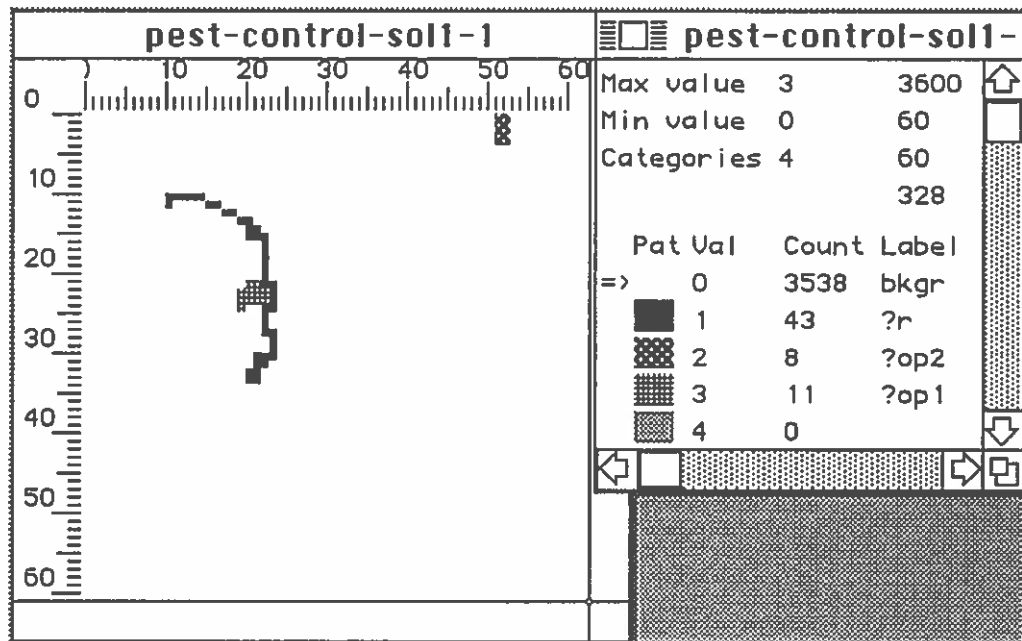 pest-control-sol1-1
) 10 20 30 40 50 60
0
10
20
30
40
50
60
pest-control-sol1-
Max value 3 3600
Min value 0 60
Categories 4 60
328
Pat Val Count Label
=> 0 3538 bkgr
1 43 ?r
2 8 ?op2
3 11 ?op1
4 0